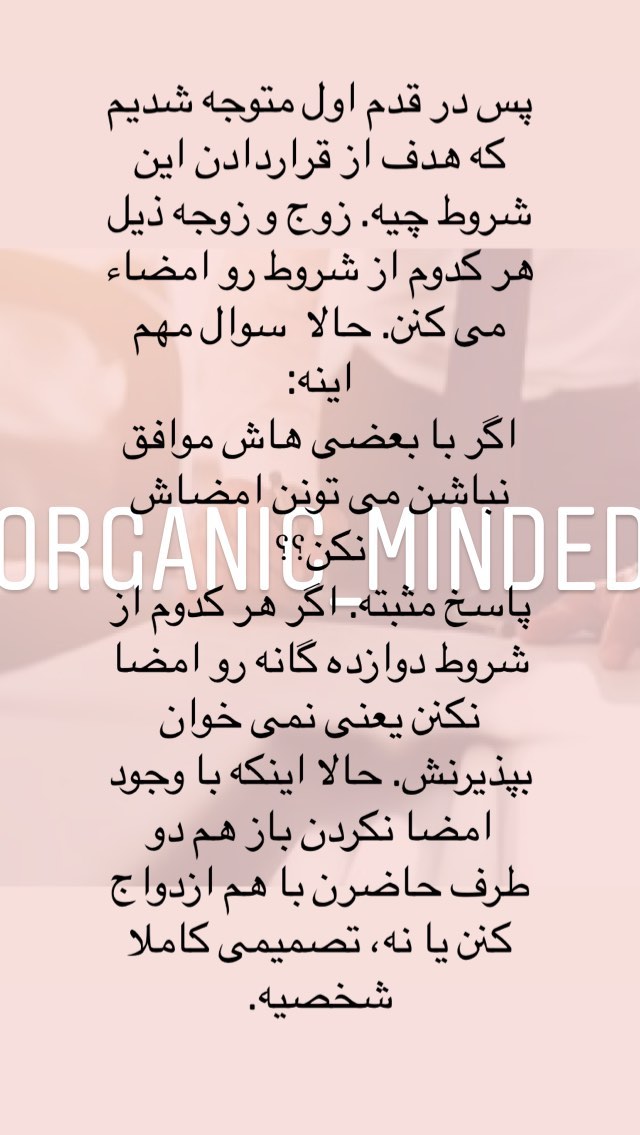 پس در قدم اول متوجه شدیم
که هدف از قراردادن این
شروط چیه. زوج و زوجه ذیل
هر کدوم از شروط رو امضاء
می کنن. حالا سوال مهم
اینه:
اگر با بعضی هاش موافق
نباشن می تونن امضاش
نکن؟؟
ORGANIC_MINDED
پاسخ مثبته. اگر هر کدوم از
شروط دوازده گانه رو امضا
نکنن یعنی نمی خوان
بپذیرنش. حالا اینکه با وجود
امضا نکردن باز هم دو
طرف حاضرن با هم ازدواج
کنن یا نه، تصمیمی کاملا
شخصیه.